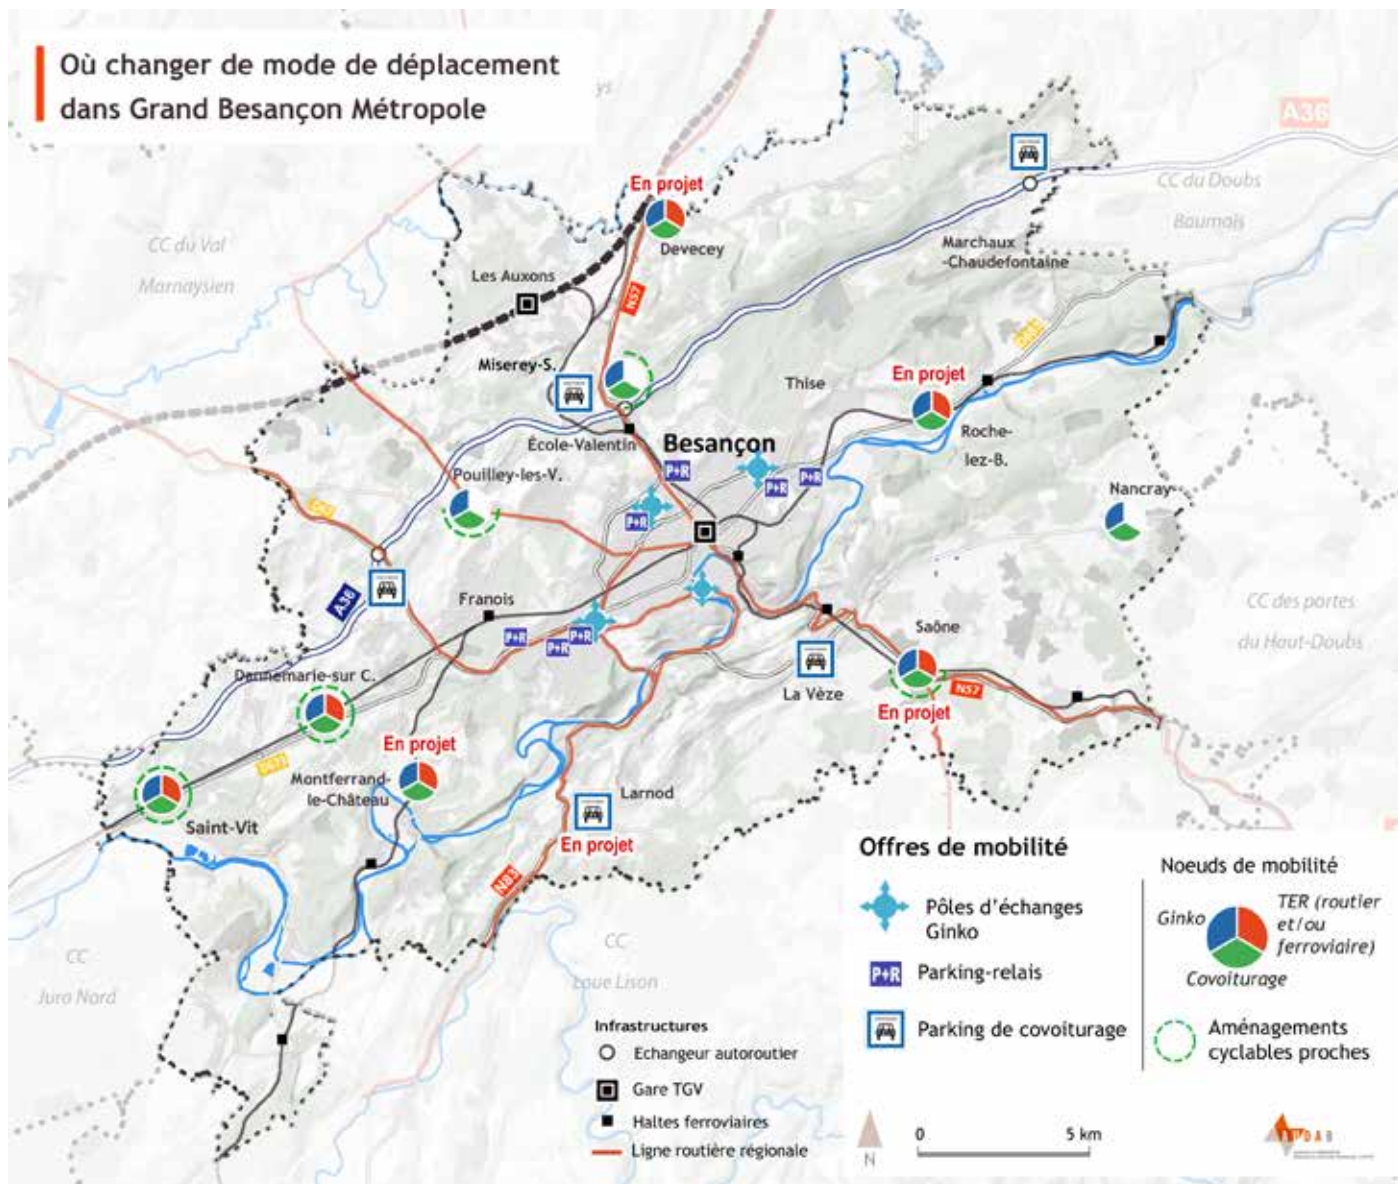 Où changer de mode de déplacement
dans Grand Besançon Métropole
A36
CC du Doubs
Baumois
En projet
Devecey
CC du Val
Marnaysien
Marchaux
-Chaudefontaine
Les Auxons
N57
Miserey-S.
Thise
En projet
École-Valentin
Besançon
Roche-
lez-B.
Pouilley-les-V.
P+R
P+R
P+R
P+R
Nancray
A36
Franois
P+R
P+R
P+R
CC des portes
du Haut-Doubs
Saône
Dannemarie-sur C.
La Vèze
N57
En projet
En projet
Montferrand-
le-Château
Saint-Vit
Larnod
En projet
N83
CC
Jura Nord
CC
Loue Lison
Offres de mobilité
Pôles d'échanges
Ginko
P+R Parking-relais
Parking de covoiturage
Noeuds de mobilité
Ginko
TER (routier
et/ou
ferroviaire)
Covoiturage
Aménagements
cyclables proches
Infrastructures
Echangeur autoroutier
Gare TGV
Haltes ferroviaires
Ligne routière régionale
N
0 5 km